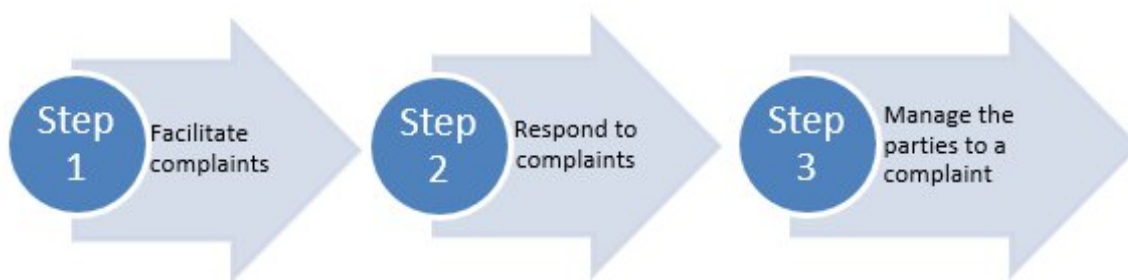 Step
1
Facilitate
complaints
Step
2
Respond to
complaints
Step
3
Manage the
parties to a
complaint